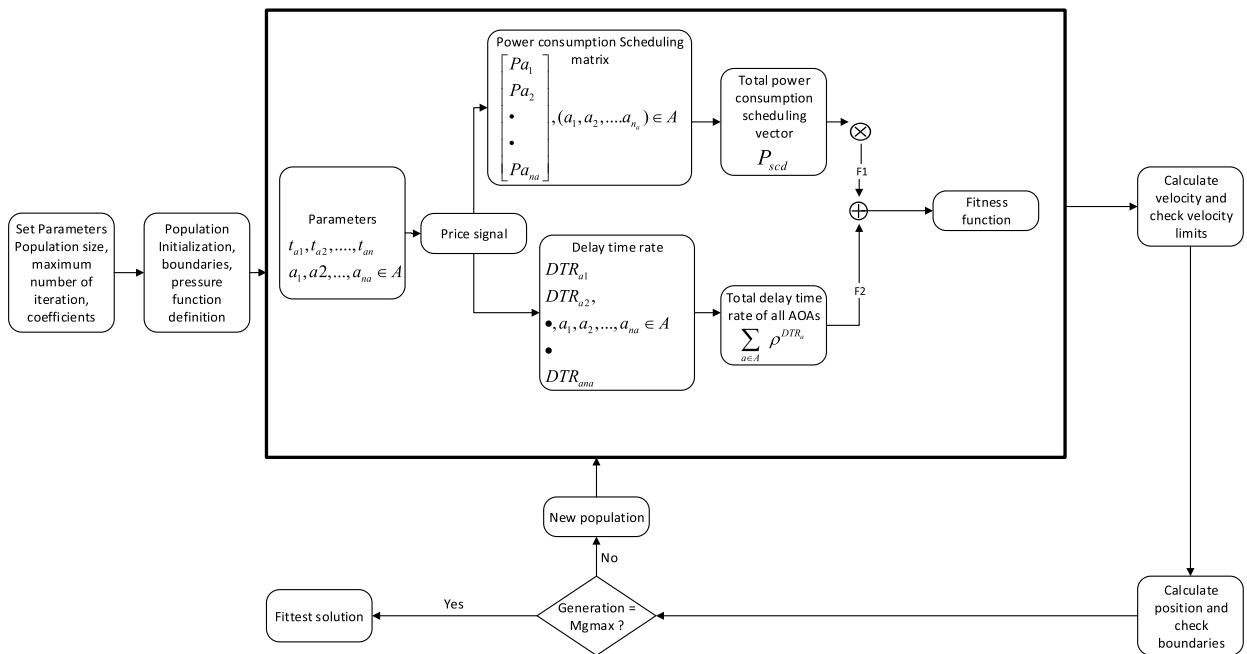 Set Parameters
Population size,
maximum
number of
iteration,
coefficients
Population
Initialization,
boundaries,
pressure
function
definition
Parameters
t_{a1}, t_{a2}, ...., t_{an}
a_1, a2, ..., a_{na} ∈ A
Price signal
Power consumption Scheduling
matrix
Pa_1
Pa_2
•
•
Pa_{na}
, (a_1, a_2, ....a_{n_a}) ∈ A
Total power
consumption
scheduling
vector
P_{scd}
⊗
F1
⊕
Delay time rate
DTR_{a1}
DTR_{a2},
•, a_1, a_2, ..., a_{na} ∈ A
•
DTR_{ana}
Total delay time
rate of all AOAs
∑_{a∈A} ρ^{DTR_a}
F2
Fitness
function
Calculate
velocity and
check velocity
limits
Calculate
position and
check
boundaries
Generation =
Mgmax ?
No
New population
Yes
Fittest solution